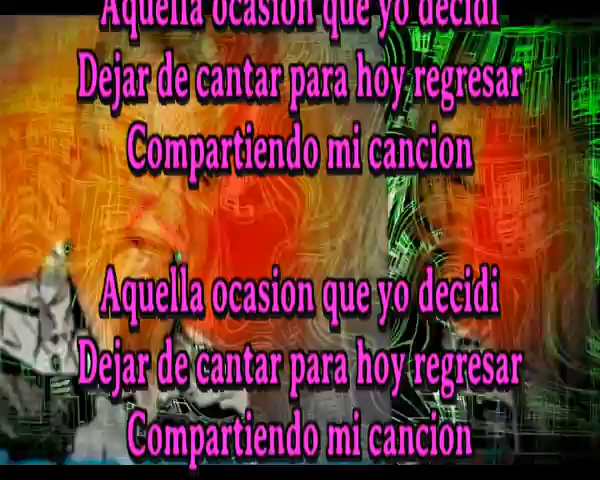 Aquella ocasion que yo decidi
Dejar de cantar para hoy regresar
Compartiendo mi cancion
Aquella ocasion que yo decidi
Dejar de cantar para hoy regresar
Compartiendo mi cancion